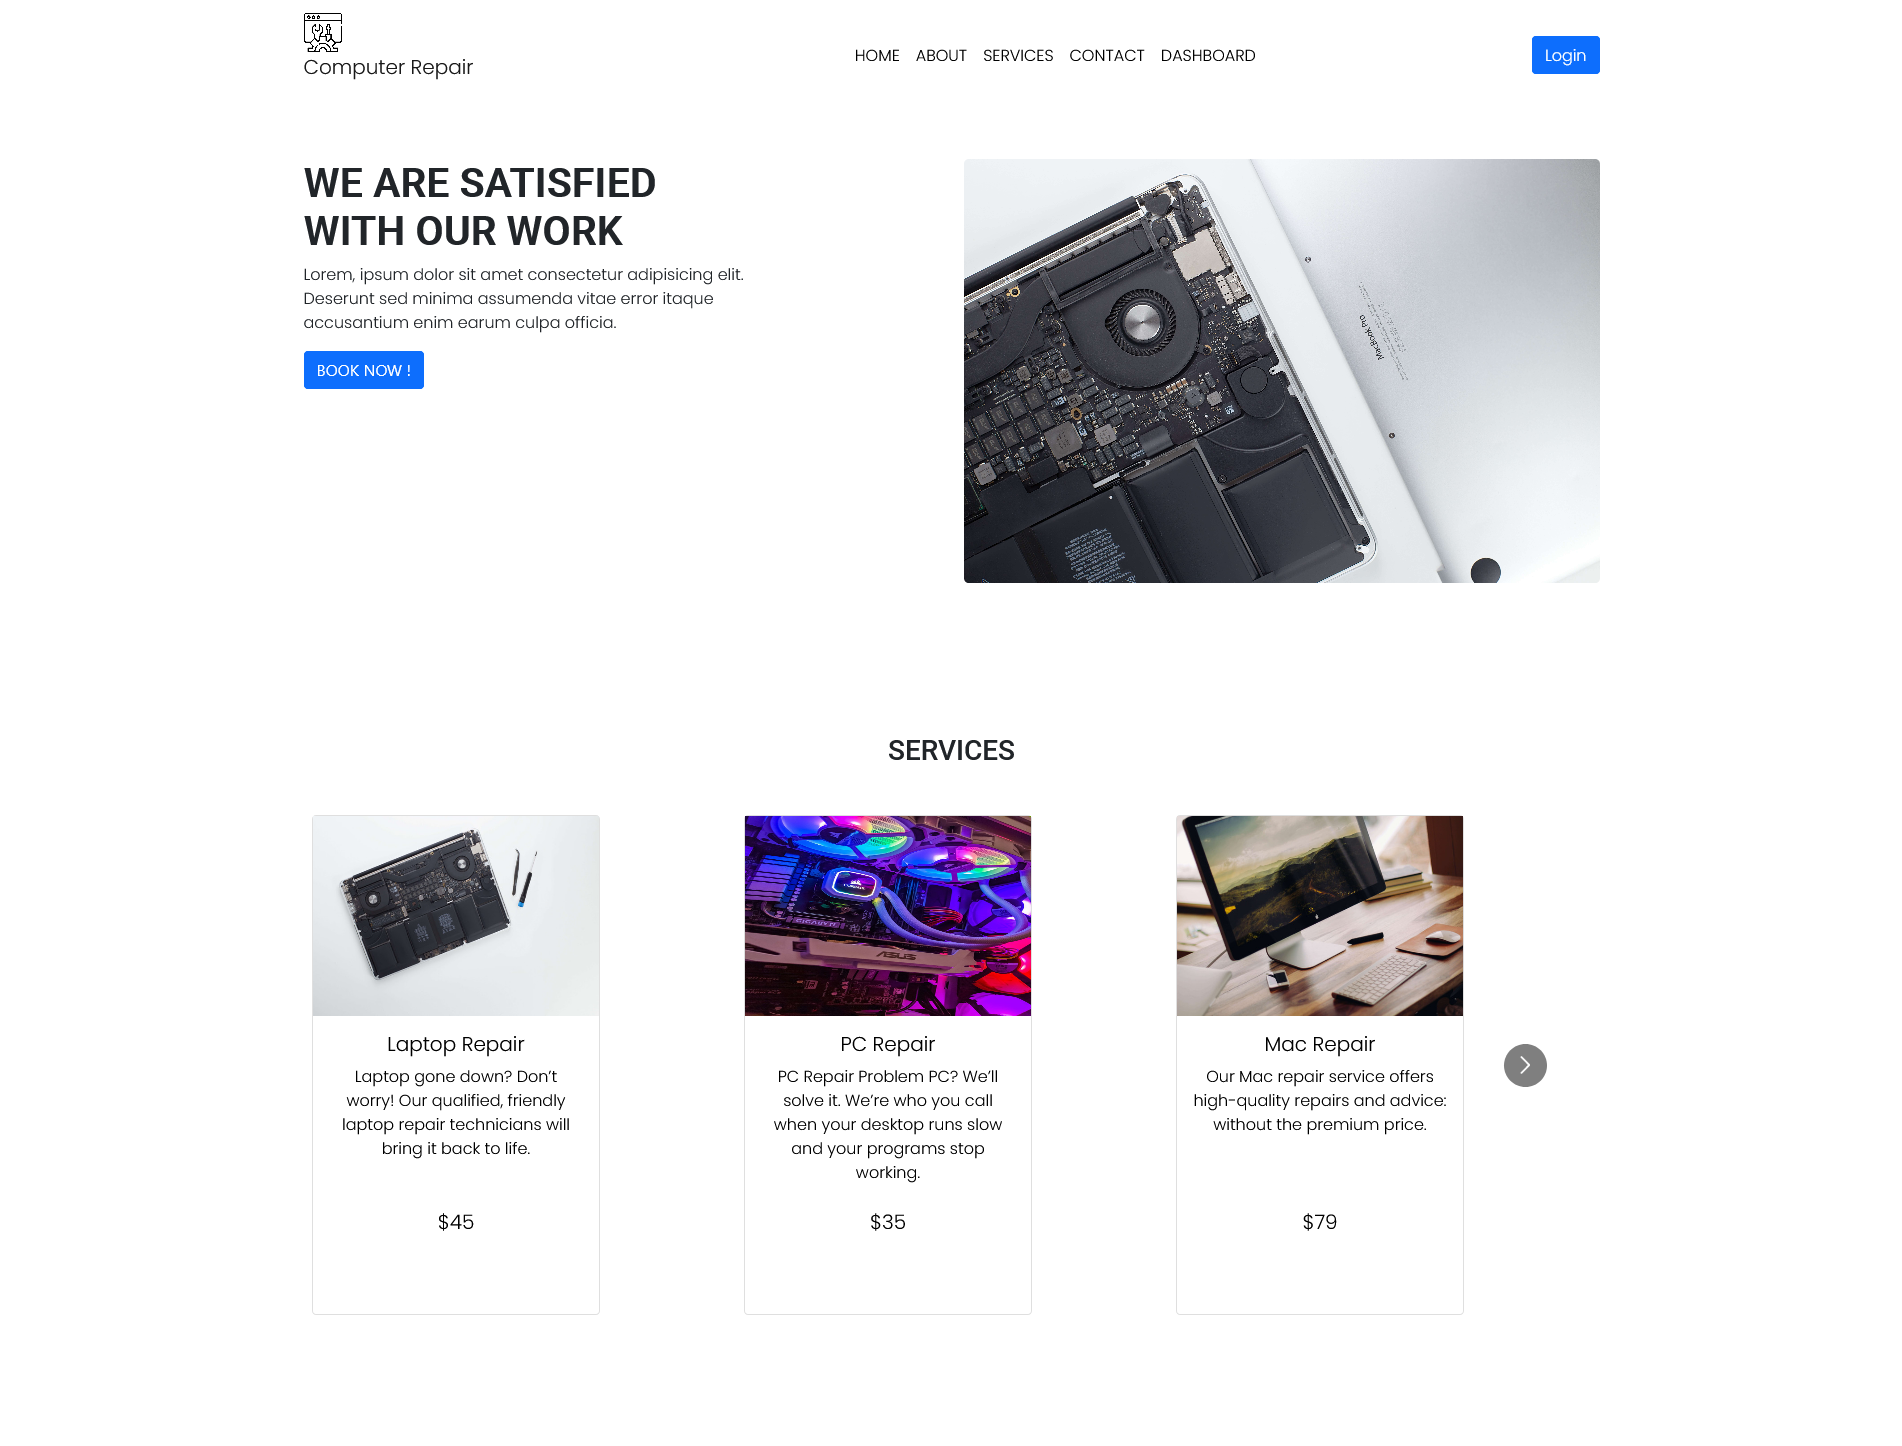 Computer Repair
HOME ABOUT SERVICES CONTACT DASHBOARD
Login
WE ARE SATISFIED
WITH OUR WORK
Lorem, ipsum dolor sit amet consectetur adipisicing elit.
Deserunt sed minima assumenda vitae error itaque
accusantium enim earum culpa officia.
BOOK NOW !
MacBook Pro
SERVICES
Laptop Repair
Laptop gone down? Don’t
worry! Our qualified, friendly
laptop repair technicians will
bring it back to life.
$45
ASUS
PC Repair
PC Repair Problem PC? We’ll
solve it. We’re who you call
when your desktop runs slow
and your programs stop
working.
$35
Mac Repair
Our Mac repair service offers
high-quality repairs and advice:
without the premium price.
$79